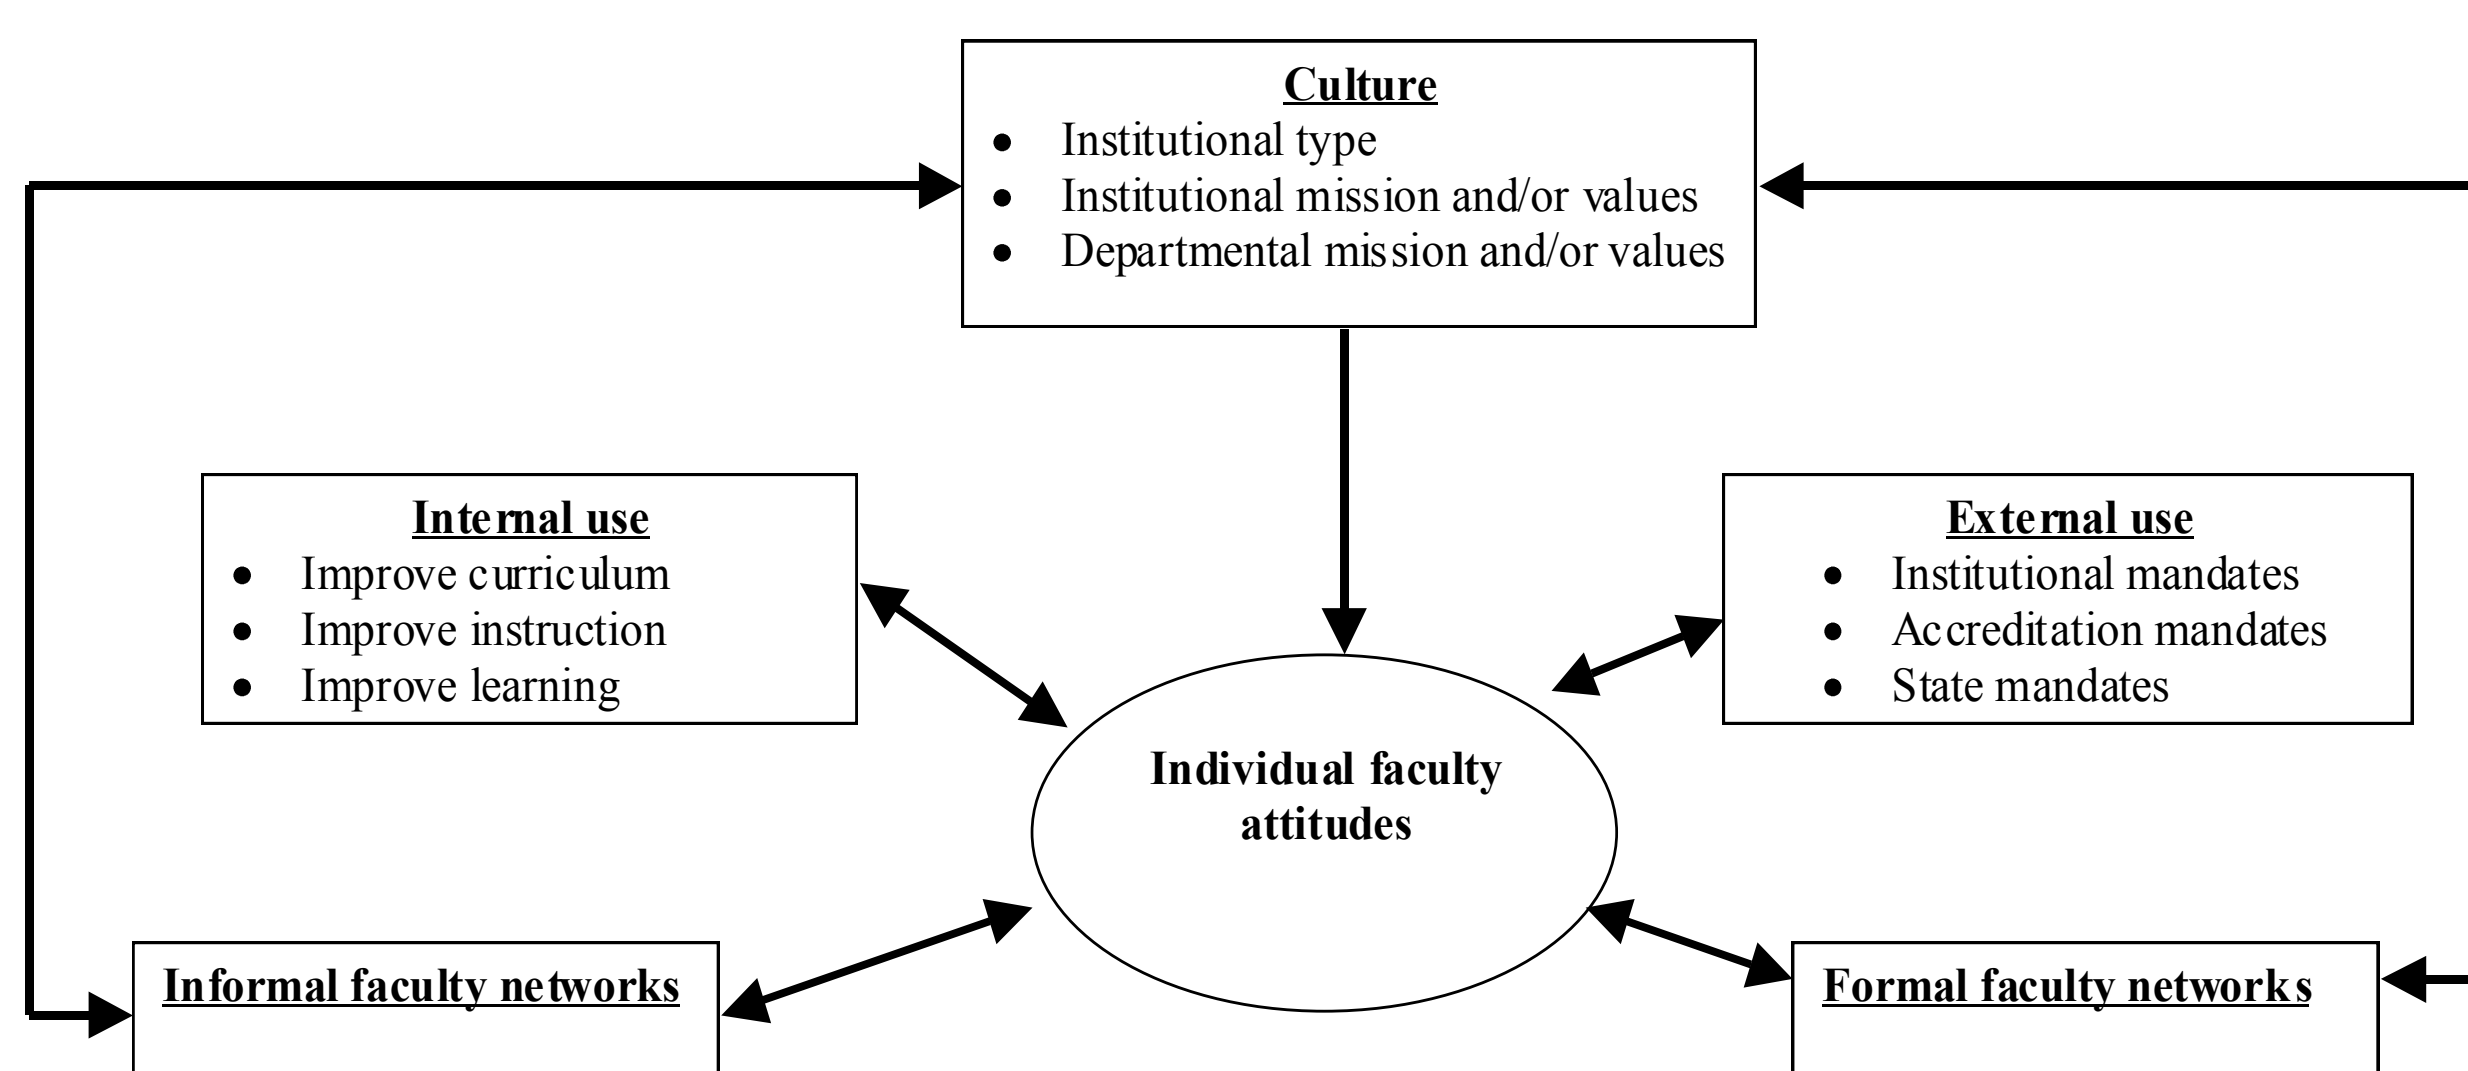 Culture
• Institutional type
• Institutional mission and/or values
• Departmental mission and/or values
Internal use
• Improve curriculum
• Improve instruction
• Improve learning
External use
• Institutional mandates
• Accreditation mandates
• State mandates
Individual faculty
attitudes
Informal faculty networks
Formal faculty networks